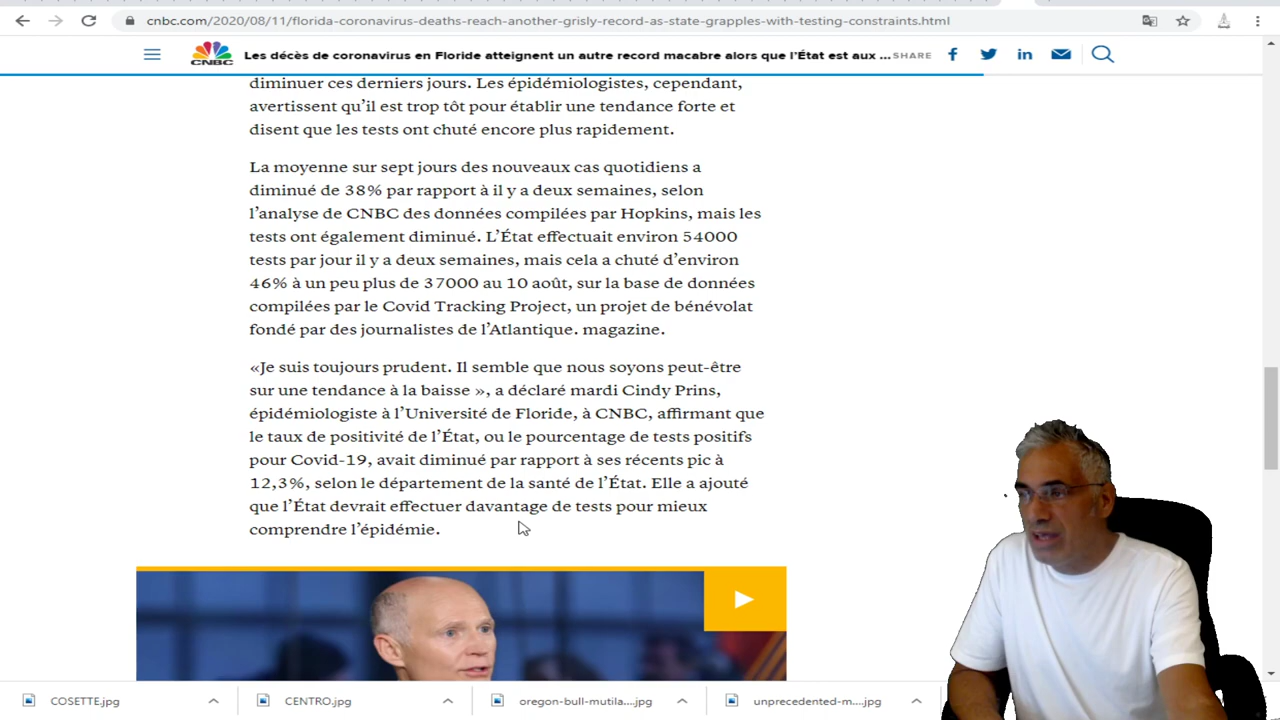 cnbc.com/2020/08/11/florida-coronavirus-deaths-reach-another-grisly-record-as-state-grapples-with-testing-constraints.html
CNBC
Les décès de coronavirus en Floride atteignent un autre record macabre alors que l'État est aux ...
SHARE
diminuer ces derniers jours. Les épidémiologistes, cependant,
avertissent qu'il est trop tôt pour établir une tendance forte et
disent que les tests ont chuté encore plus rapidement.
La moyenne sur sept jours des nouveaux cas quotidiens a
diminué de 38% par rapport à il y a deux semaines, selon
l'analyse de CNBC des données compilées par Hopkins, mais les
tests ont également diminué. L'État effectuait environ 54000
tests par jour il y a deux semaines, mais cela a chuté d'environ
46% à un peu plus de 37000 au 10 août, sur la base de données
compilées par le Covid Tracking Project, un projet de bénévolat
fondé par des journalistes de l'Atlantique. magazine.
«Je suis toujours prudent. Il semble que nous soyons peut-être
sur une tendance à la baisse », a déclaré mardi Cindy Prins,
épidémiologiste à l'Université de Floride, à CNBC, affirmant que
le taux de positivité de l'État, ou le pourcentage de tests positifs
pour Covid-19, avait diminué par rapport à ses récents pic à
12,3%, selon le département de la santé de l'État. Elle a ajouté
que l'État devrait effectuer davantage de tests pour mieux
comprendre l'épidémie.
COSETTE.jpg
CENTRO.jpg
oregon-bull-mutila....jpg
unprecedented-m....jpg